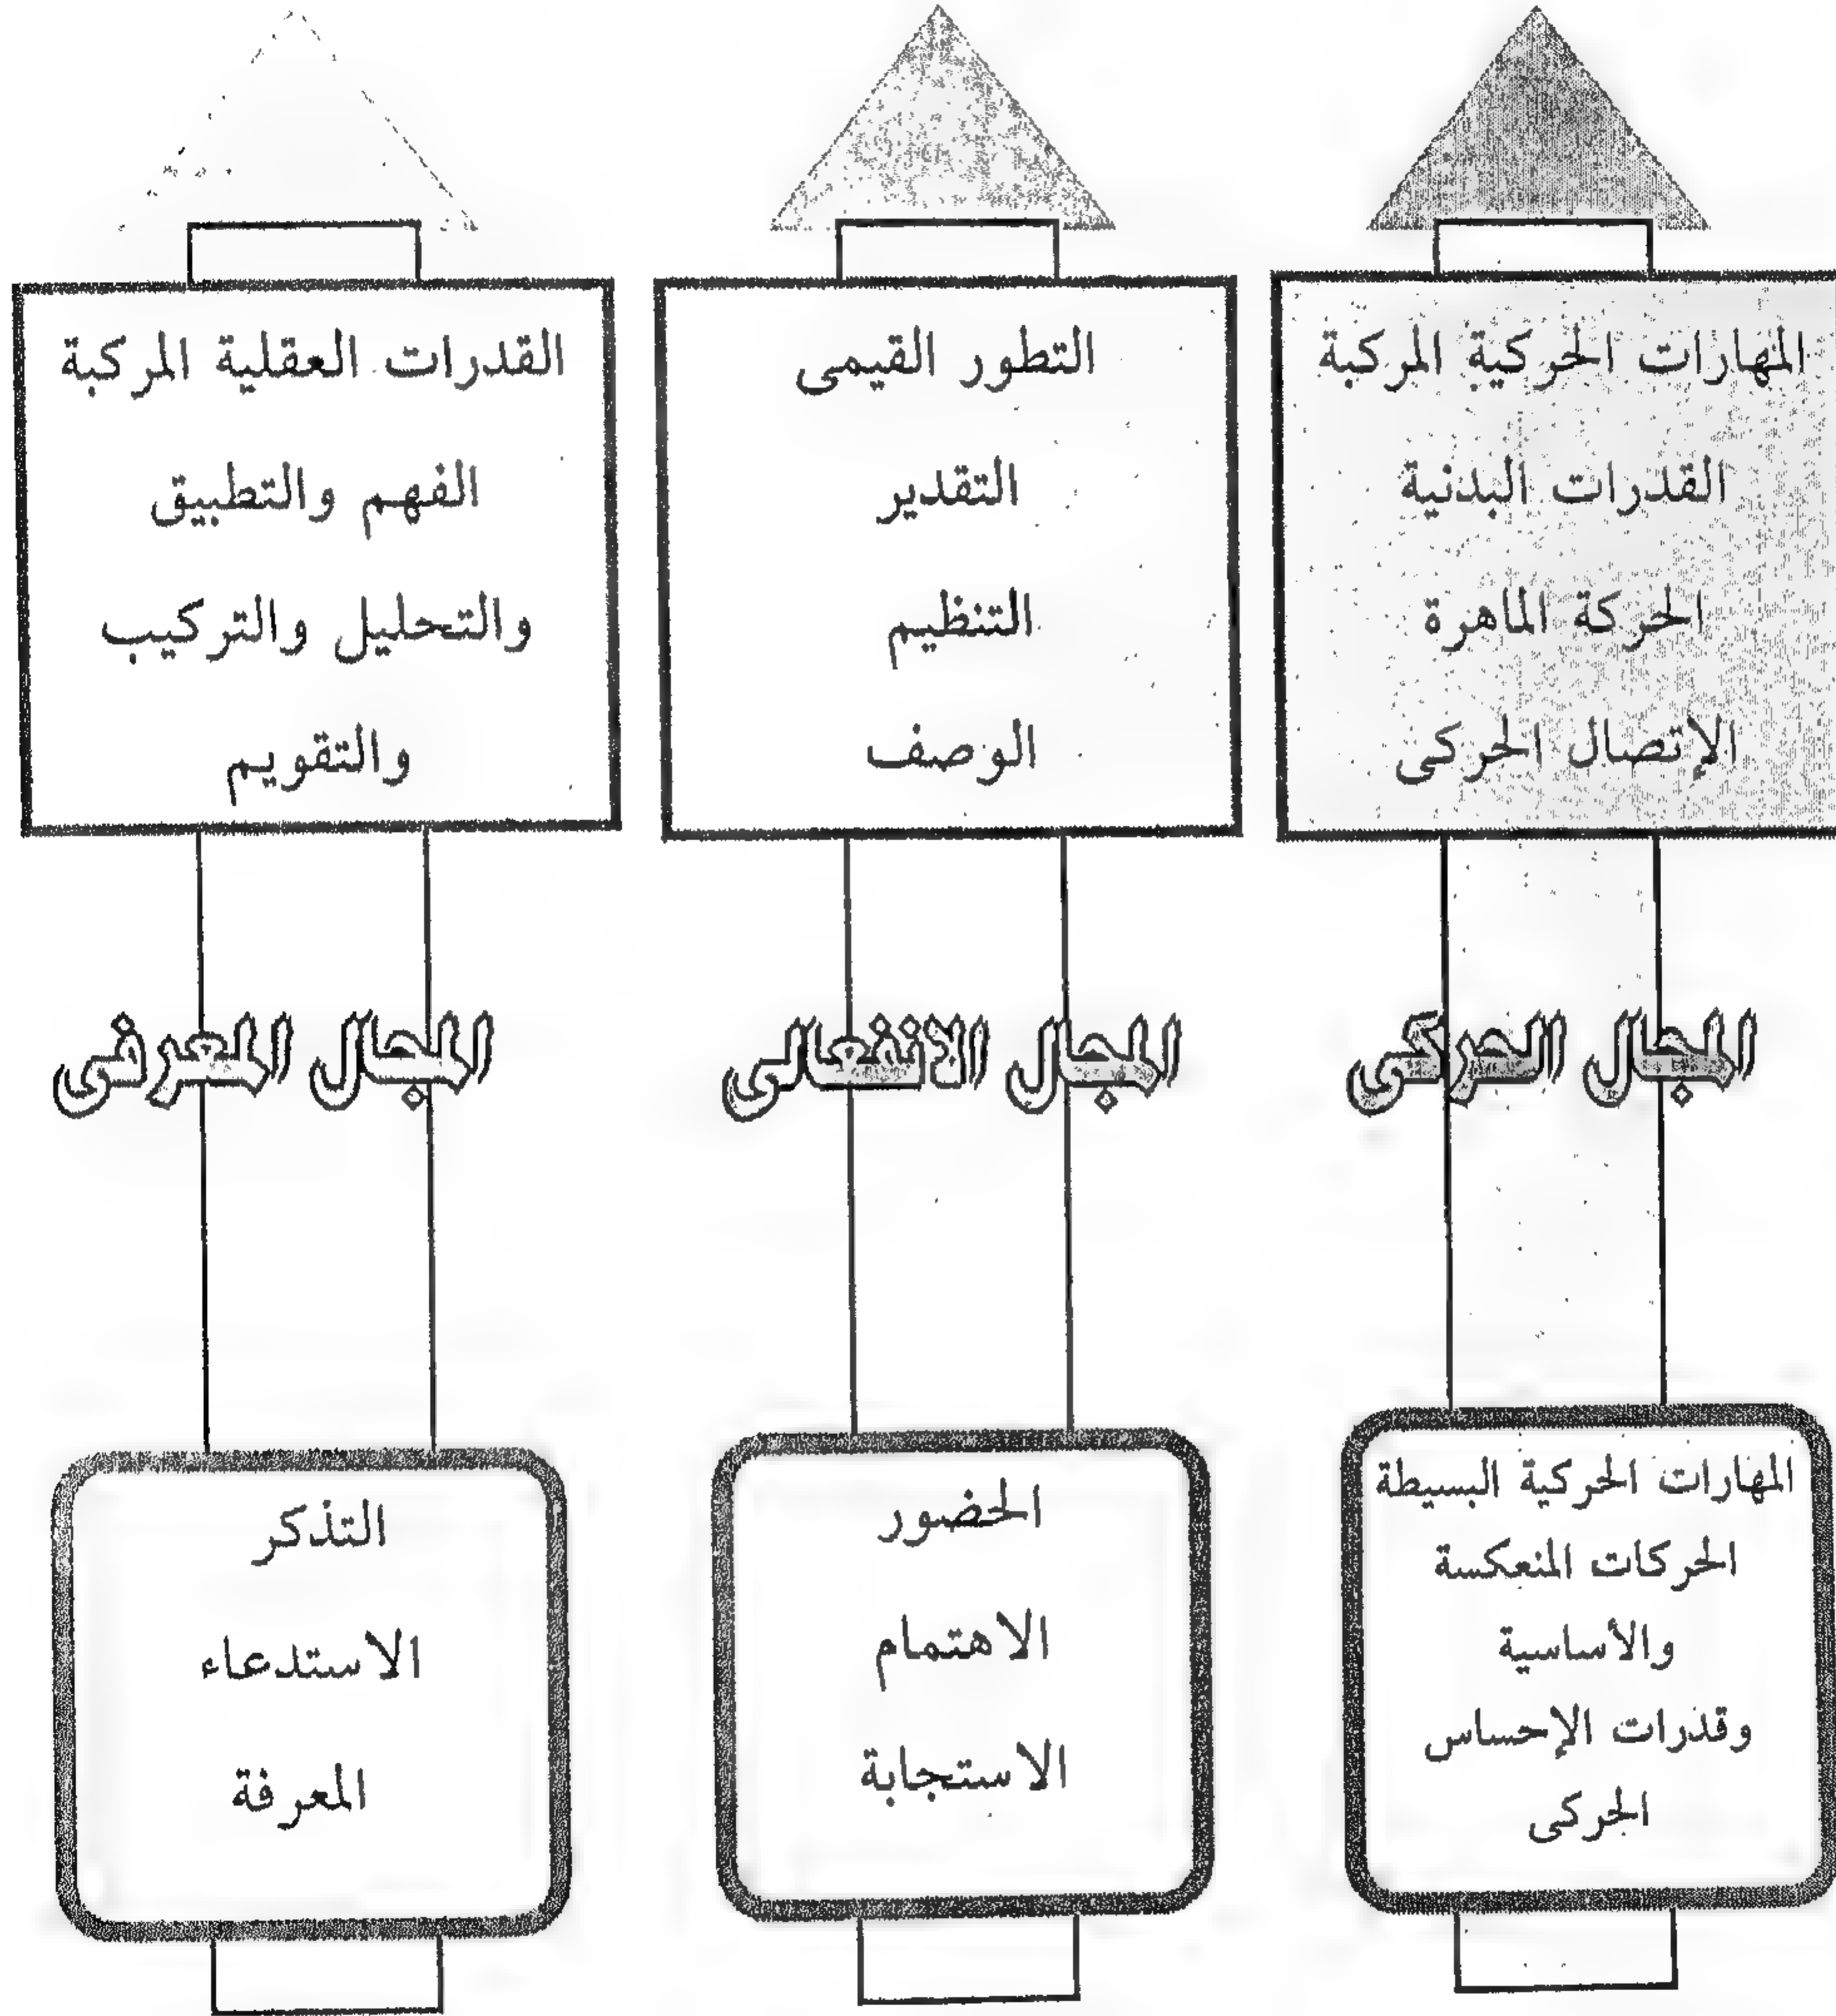 المهارات الحركية المركبة
القدرات البدنية
الحركة الماهرة
الإتصال الحركى
التطور القيمى
التقدير
التنظيم
الوصف
القدرات العقلية المركبة
الفهم والتطبيق
والتحليل والتركيب
والتقويم
المجال الحركى
المجال الانفعالى
المجال المعرفى
المهارات الحركية البسيطة
الحركات المنعكسة
والأساسية
وقدرات الإحساس
الحركى
الحضور
الاهتمام
الاستجابة
التذكر
الاستدعاء
المعرفة